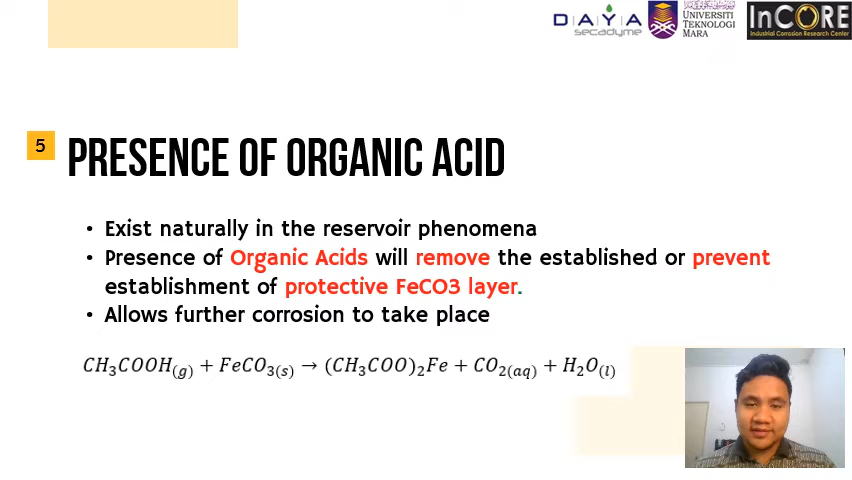 D|A|Y|A
secadyme
UNIVERSITI
TEKNOLOGI
MARA
InCORE
Industrial Corrosion Research Center
5
PRESENCE OF ORGANIC ACID
• Exist naturally in the reservoir phenomena
• Presence of Organic Acids will remove the established or prevent
establishment of protective FeCO3 layer.
• Allows further corrosion to take place
CH₃COOH(g) + FeCO₃(s) → (CH₃COO)₂Fe + CO₂(aq) + H₂O(l)